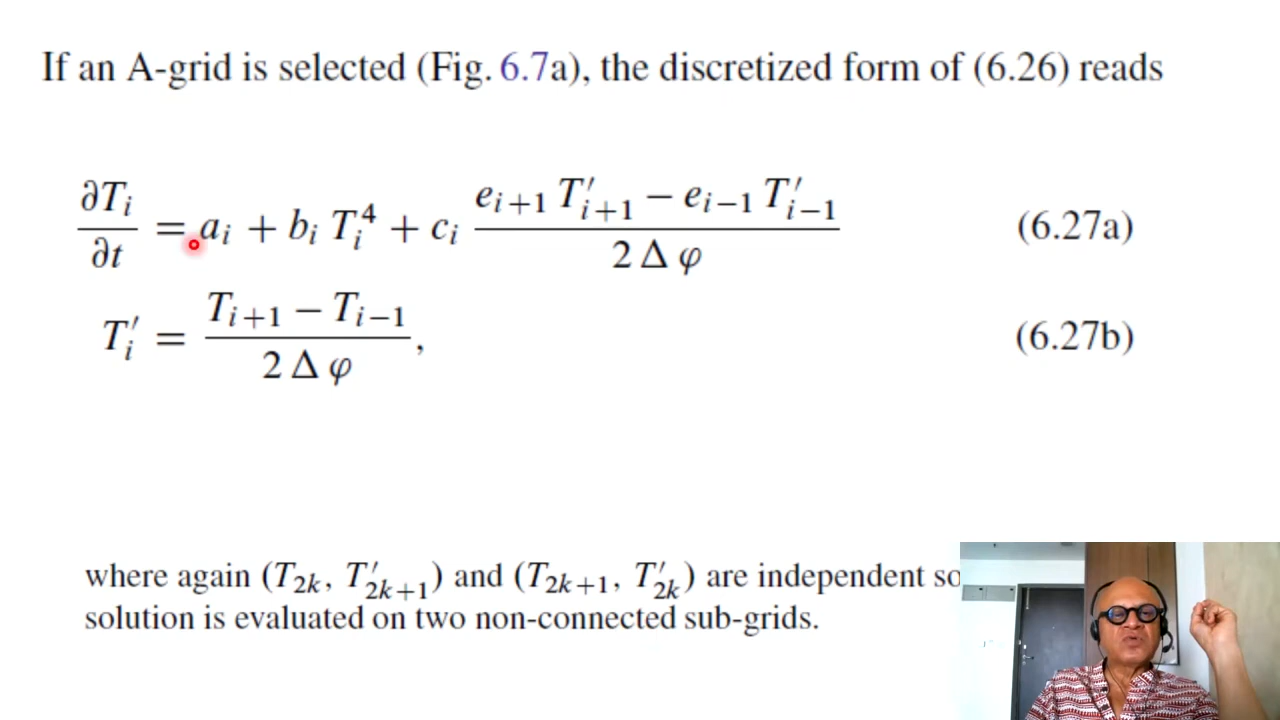 If an A-grid is selected (Fig. 6.7a), the discretized form of (6.26) reads
∂T_i/∂t = a_i + b_i T_i^4 + c_i (e_{i+1} T'_{i+1} − e_{i−1} T'_{i−1})/(2 Δ φ) (6.27a)
T'_i = (T_{i+1} − T_{i−1})/(2 Δ φ), (6.27b)
where again (T_{2k}, T'_{2k+1}) and (T_{2k+1}, T'_{2k}) are independent so
solution is evaluated on two non-connected sub-grids.